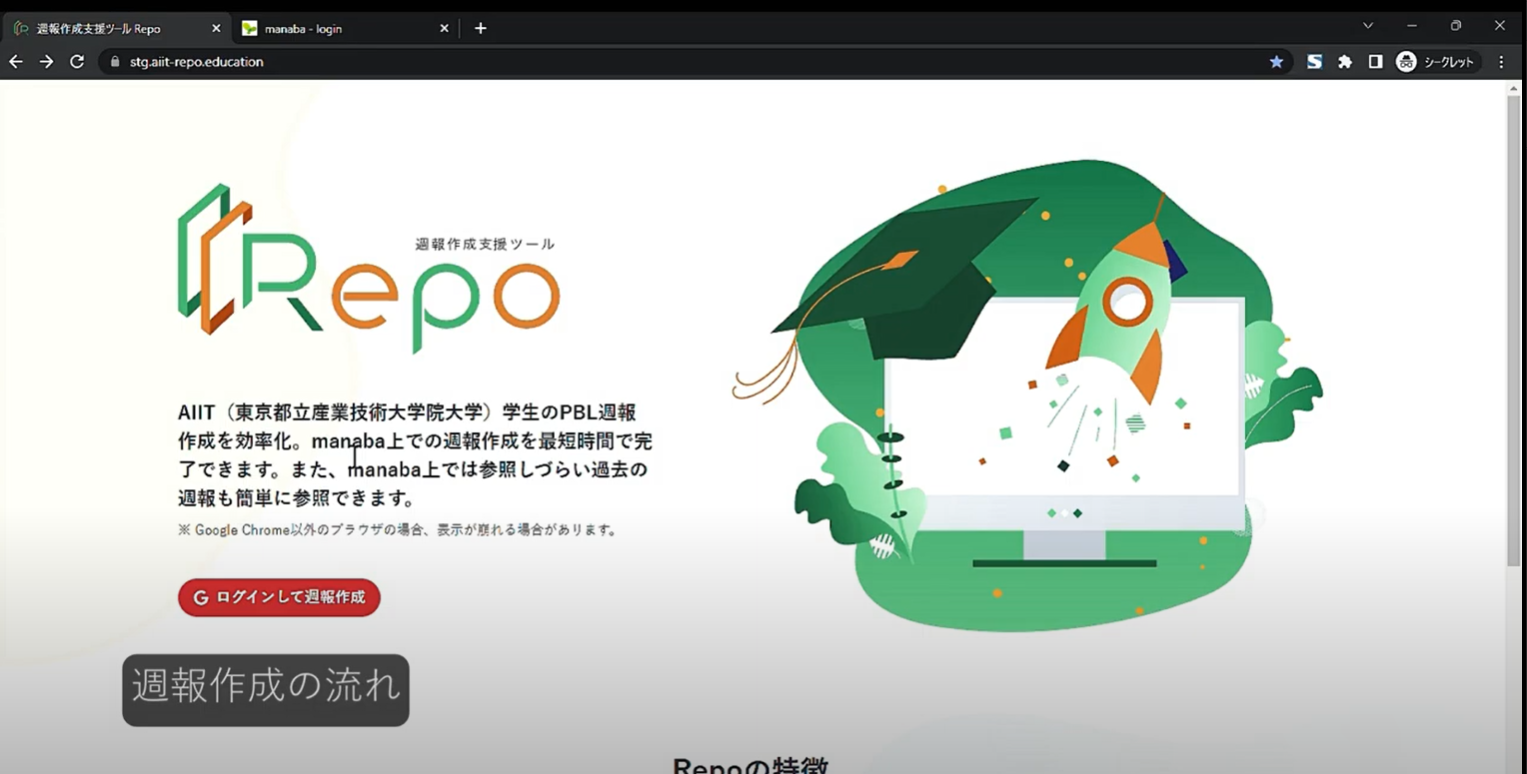 週報作成支援ツール Repo
manaba - login
stg.aiit-repo.education
シークレット
週報作成支援ツール
Repo
AIIT（東京都立産業技術大学院大学）学生のPBL週報
作成を効率化。manaba上での週報作成を最短時間で完
了できます。また、manaba上では参照しづらい過去の
週報も簡単に参照できます。
※ Google Chrome以外のブラウザの場合、表示が崩れる場合があります。
G ログインして週報作成
週報作成の流れ
Repoの特徴